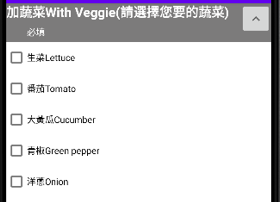 加蔬菜With Veggie(請選擇您要的蔬菜)
必填
生菜Lettuce
番茄Tomato
大黃瓜Cucumber
青椒Green pepper
洋蔥Onion